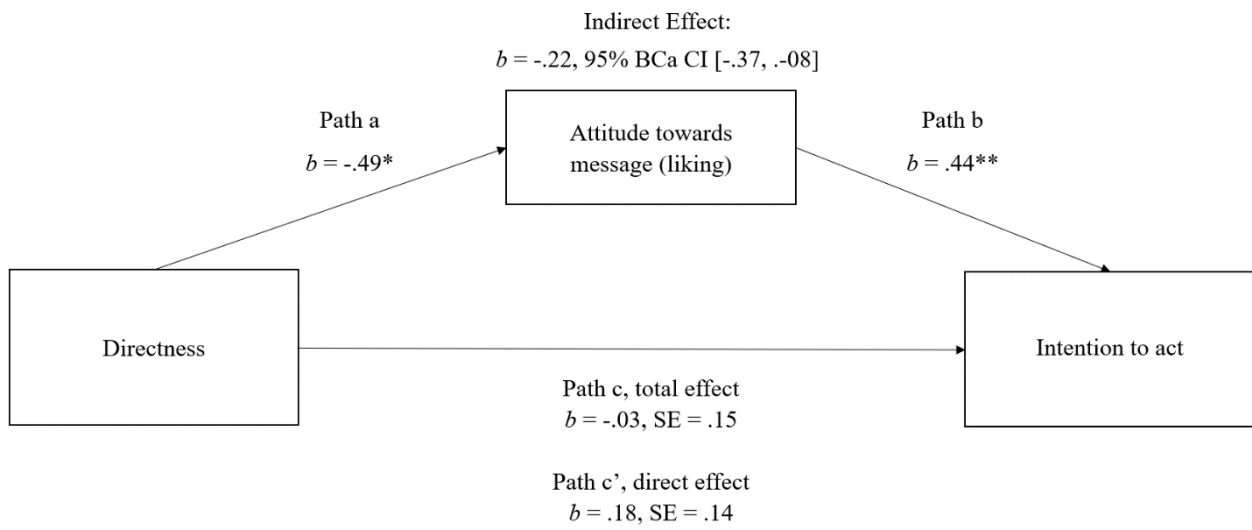 Indirect Effect:
b = -.22, 95% BCa CI [-.37, .-08]
Path a
b = -.49*
Attitude towards
message (liking)
Path b
b = .44**
Directness
Intention to act
Path c, total effect
b = -.03, SE = .15
Path c’, direct effect
b = .18, SE = .14